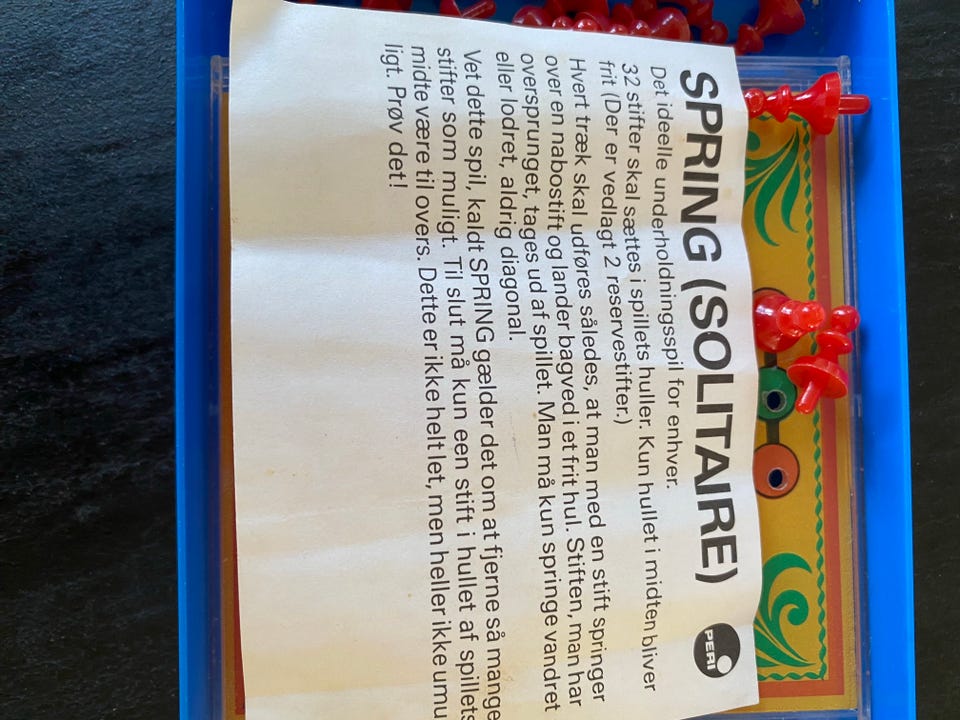 SPRING (SOLITAIRE)
PERI
Det ideelle underholdningsspil for enhver.
32 stifter skal sættes i spillets huller. Kun hullet i midten bliver
frit (Der er vedlagt 2 reservestifter.)
Hvert træk skal udføres således, at man med en stift springer
over en nabostift og lander bagved i et frit hul. Stiften, man har
oversprunget, tages ud af spillet. Man må kun springe vandret
eller lodret, aldrig diagonal.
Vet dette spil, kaldt SPRING gælder det om at fjerne så mange
stifter som muligt. Til slut må kun een stift i hullet af spillets
midte være til overs. Dette er ikke helt let, men heller ikke umu
ligt. Prøv det!